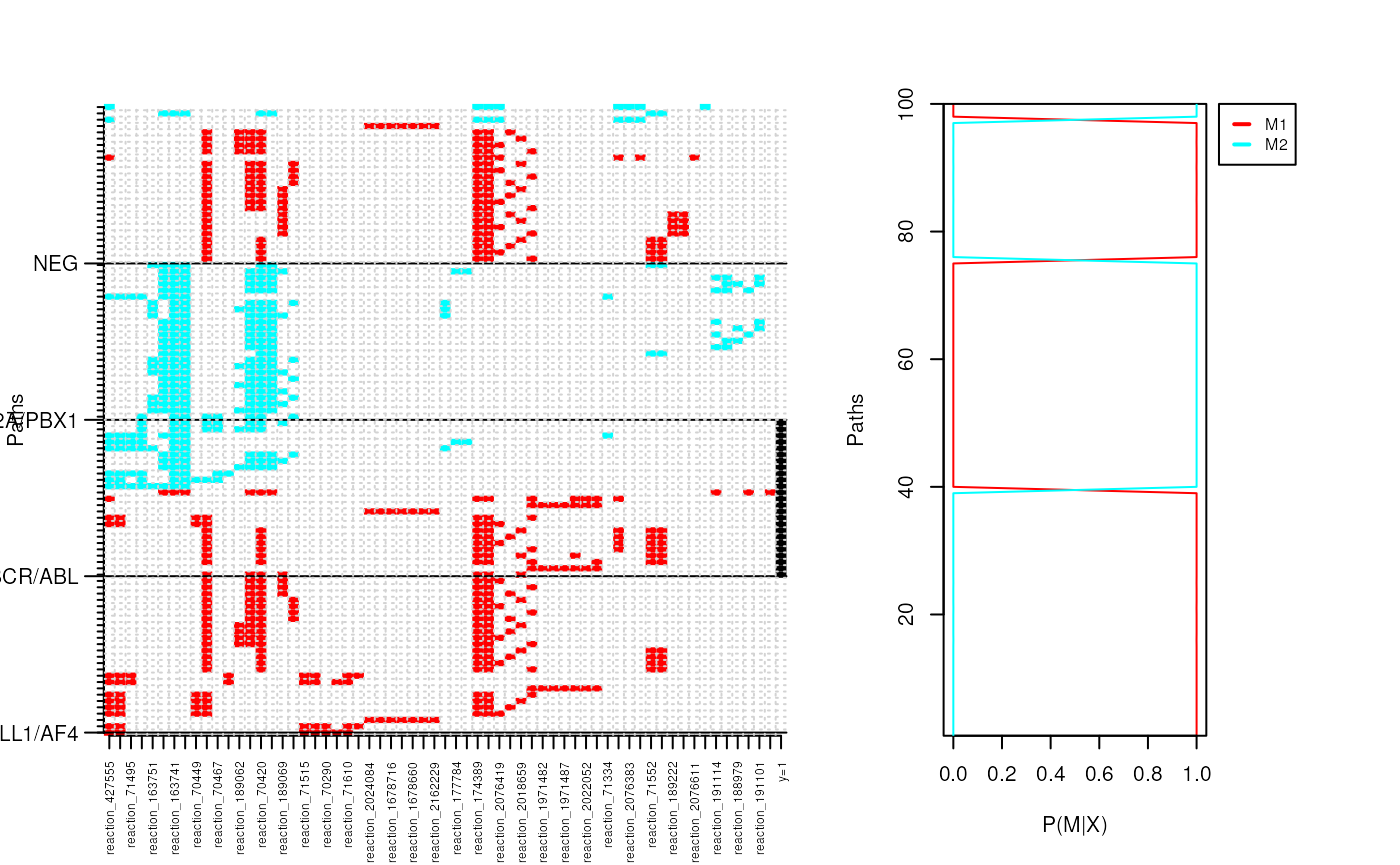 NEG
2A/PBX1
BCR/ABL
LL1/AF4
Paths
reaction_427555
reaction_71495
reaction_163751
reaction_163741
reaction_70449
reaction_70467
reaction_189062
reaction_70420
reaction_189069
reaction_71515
reaction_70290
reaction_71610
reaction_2024084
reaction_1678716
reaction_1678660
reaction_2162229
reaction_177784
reaction_174389
reaction_2076419
reaction_2018659
reaction_1971482
reaction_1971487
reaction_2022052
reaction_71334
reaction_2076383
reaction_71552
reaction_189222
reaction_2076611
reaction_191114
reaction_188979
reaction_191101
y=1
Paths
100
80
60
40
20
0.0 0.2 0.4 0.6 0.8 1.0
P(M|X)
M1
M2